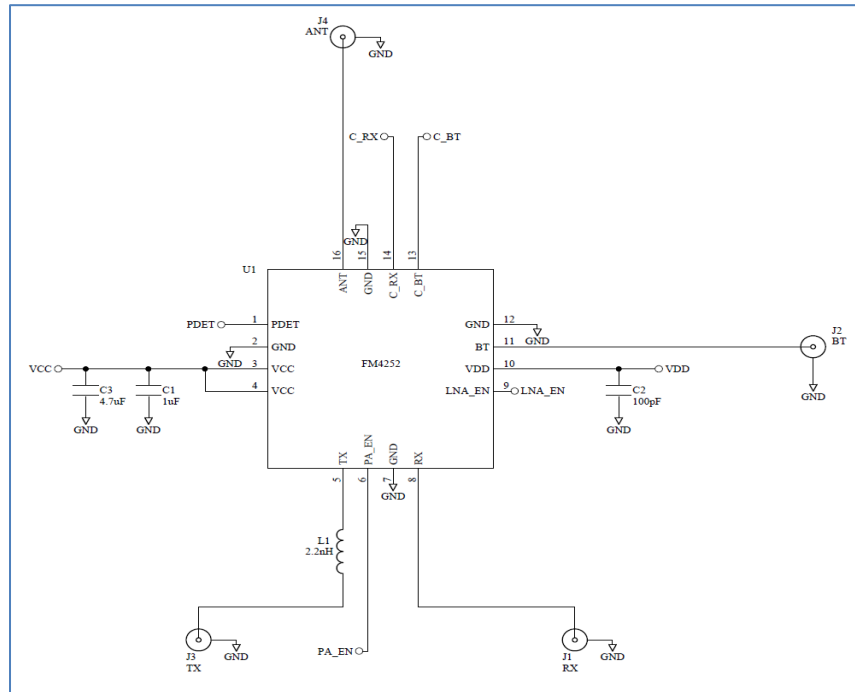 J4
ANT
GND
C_RX
C_BT
GND
16
15
14
13
U1
ANT
GND
C_RX
C_BT
PDET
1
PDET
GND
12
GND
J2
BT
2
GND
GND
BT
11
VCC
3
VCC
FM4252
VDD
10
VDD
4
VCC
LNA_EN
9
LNA_EN
C3
4.7uF
C1
1uF
C2
100pF
GND
GND
GND
GND
TX
PA_EN
GND
RX
5
6
7
8
GND
L1
2.2nH
J3
TX
GND
PA_EN
J1
RX
GND